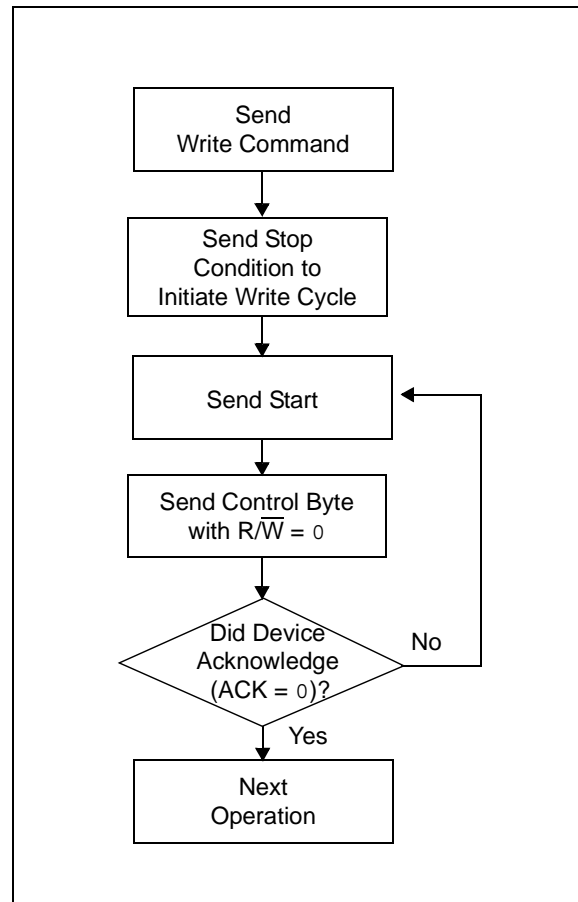 Send
Write Command
Send Stop
Condition to
Initiate Write Cycle
Send Start
Send Control Byte
with R/W̅ = 0
Did Device
Acknowledge
(ACK = 0)?
No
Yes
Next
Operation